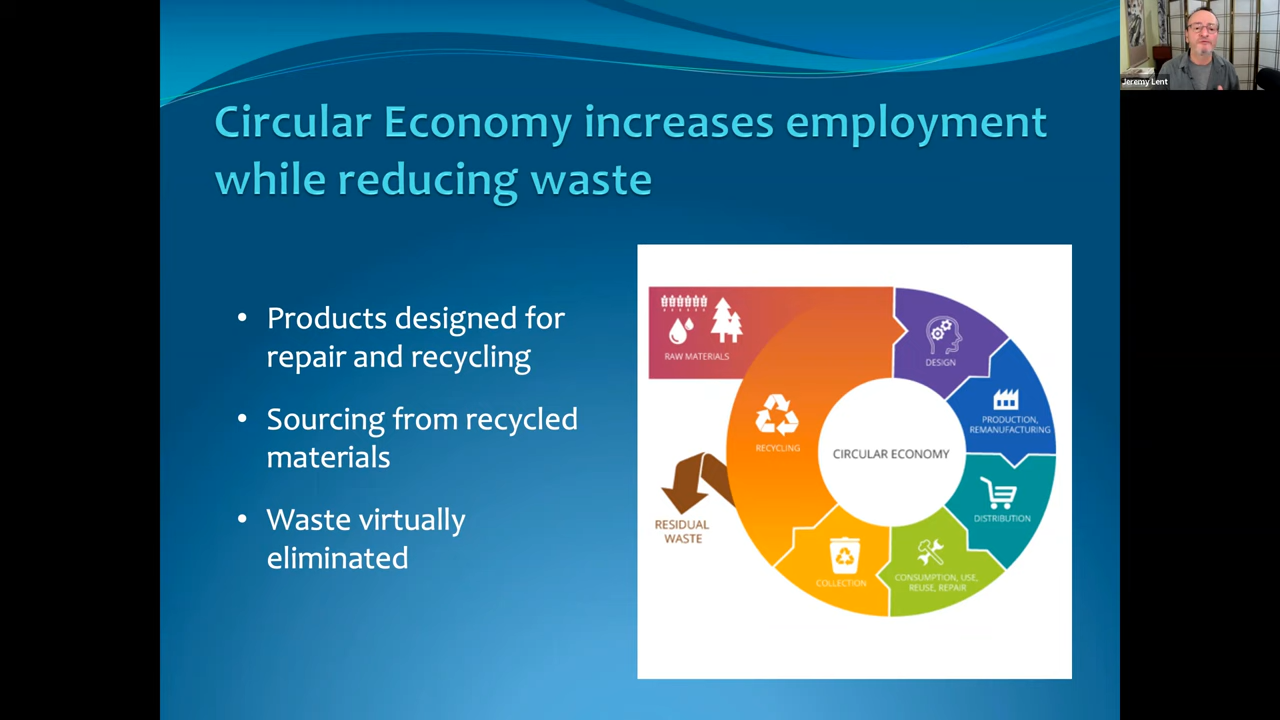 Jeremy Lent
Circular Economy increases employment
while reducing waste
• Products designed for
repair and recycling
• Sourcing from recycled
materials
• Waste virtually
eliminated
RAW MATERIALS
DESIGN
PRODUCTION,
REMANUFACTURING
DISTRIBUTION
CONSUMPTION, USE,
REUSE, REPAIR
COLLECTION
RECYCLING
RESIDUAL
WASTE
CIRCULAR ECONOMY